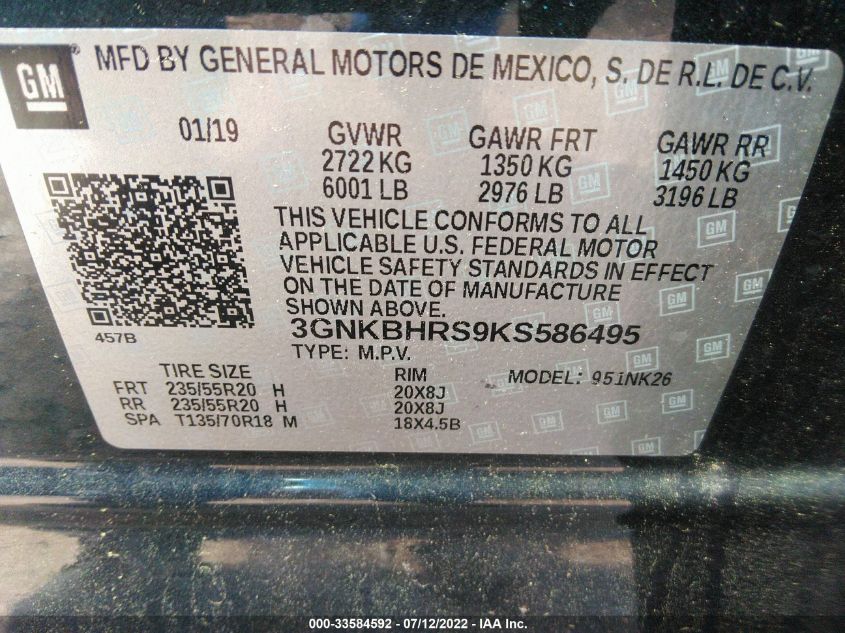 GM MFD BY GENERAL MOTORS DE MEXICO, S. DE R.L. DE C.V.
01/19 GVWR GAWR FRT GAWR RR
2722 KG 1350 KG 1450 KG
6001 LB 2976 LB 3196 LB
THIS VEHICLE CONFORMS TO ALL
APPLICABLE U.S. FEDERAL MOTOR
VEHICLE SAFETY STANDARDS IN EFFECT
ON THE DATE OF MANUFACTURE
SHOWN ABOVE.
457B 3GNKBHRS9KS586495
TYPE: M.P.V.
TIRE SIZE RIM MODEL: 951NK26
FRT 235/55R20 H 20X8J
RR 235/55R20 H 20X8J
SPA T135/70R18 M 18X4.5B
000-33584592 - 07/12/2022 - IAA Inc.